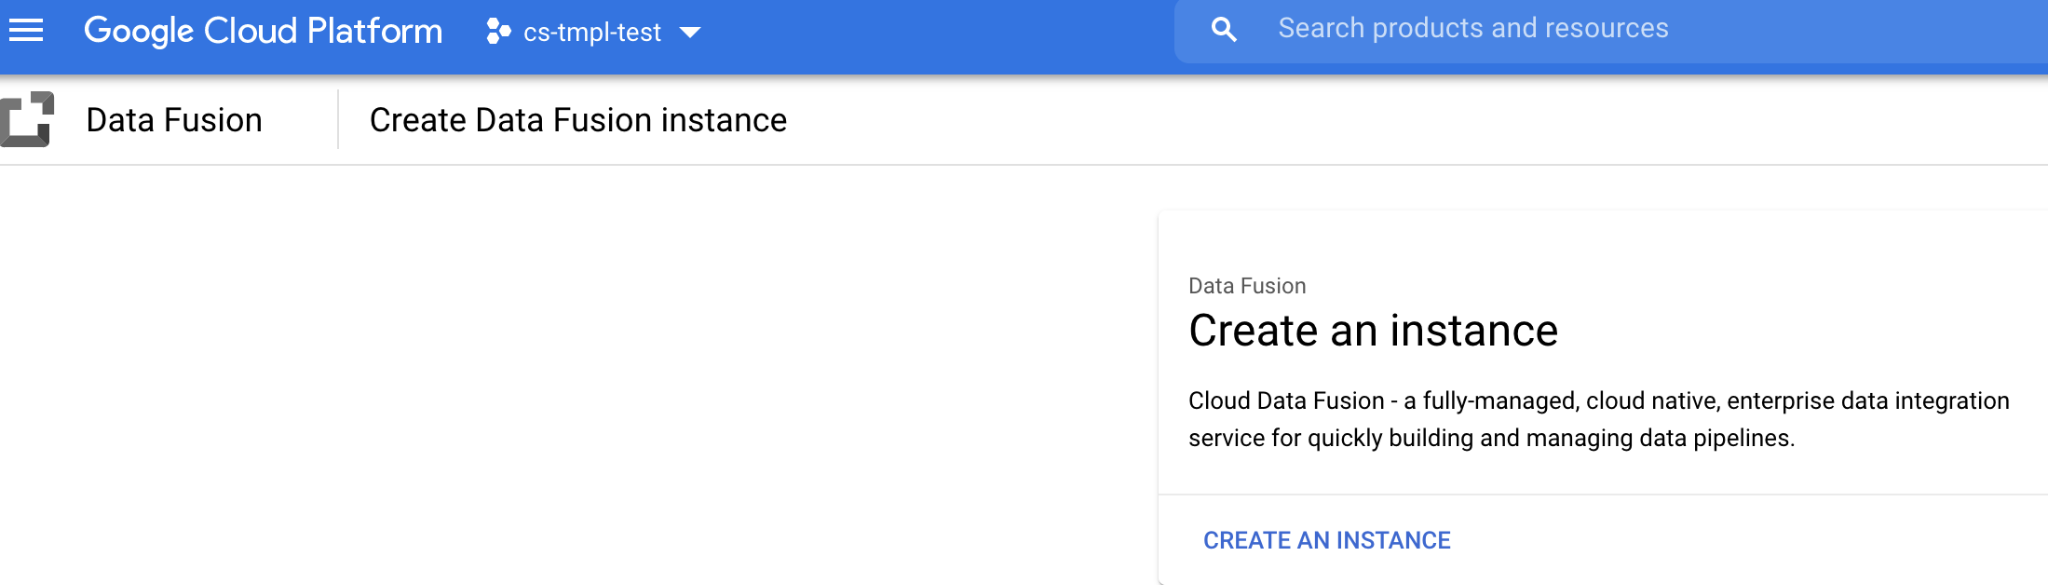 Google Cloud Platform
cs-tmpl-test
Search products and resources
Data Fusion
Create Data Fusion instance
Data Fusion
Create an instance
Cloud Data Fusion - a fully-managed, cloud native, enterprise data integration
service for quickly building and managing data pipelines.
CREATE AN INSTANCE